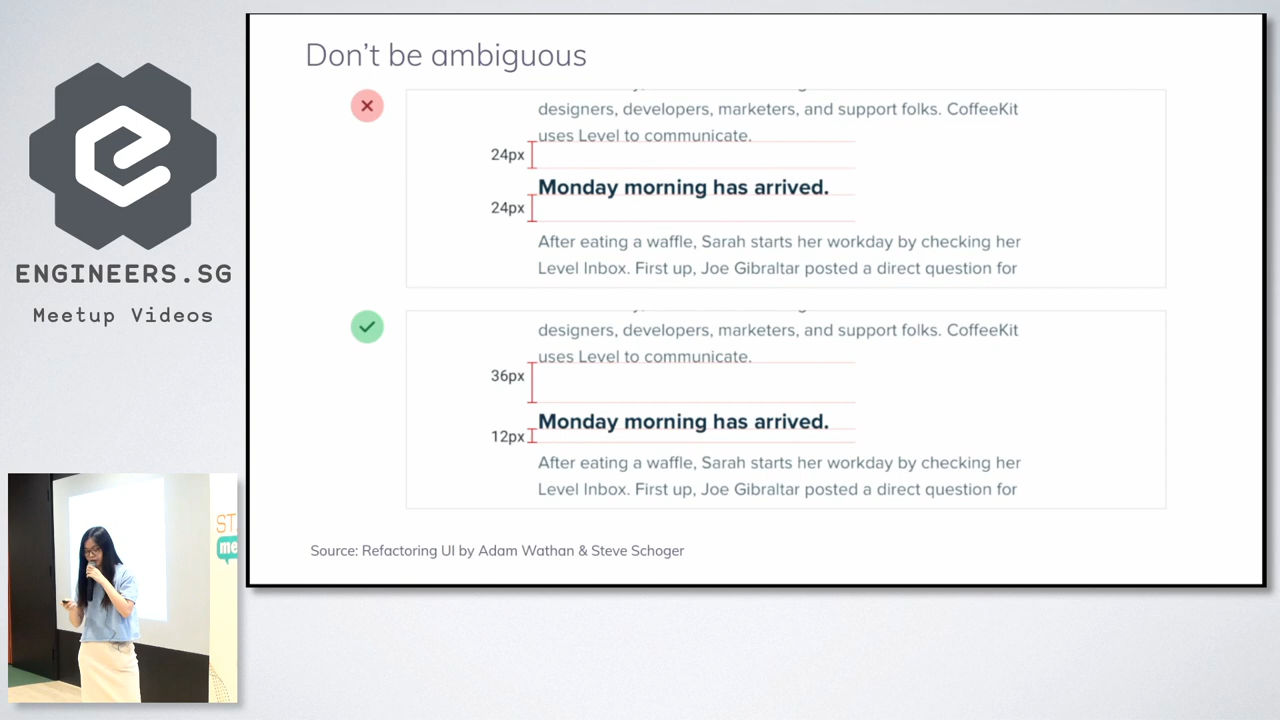 Don't be ambiguous
designers, developers, marketers, and support folks. CoffeeKit
uses Level to communicate.
24px
Monday morning has arrived.
24px
After eating a waffle, Sarah starts her workday by checking her
Level Inbox. First up, Joe Gibraltar posted a direct question for
designers, developers, marketers, and support folks. CoffeeKit
uses Level to communicate.
36px
Monday morning has arrived.
12px
After eating a waffle, Sarah starts her workday by checking her
Level Inbox. First up, Joe Gibraltar posted a direct question for
Source: Refactoring UI by Adam Wathan & Steve Schoger
ENGINEERS.SG
Meetup Videos
ST
me